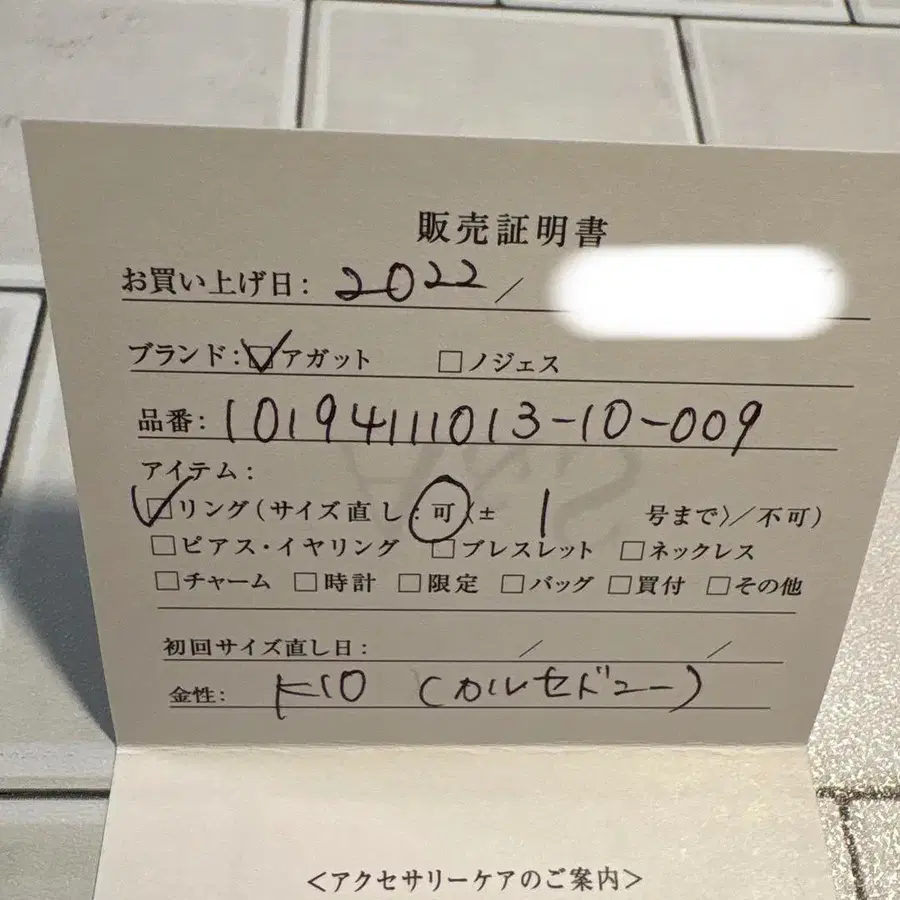 販売証明書
お買い上げ日: 2022 /
ブランド: ☑アガット □ノジェス
品番: 10194111013-10-009
アイテム:
☑リング(サイズ直し:可〈± 1 号まで〉/不可)
□ピアス・イヤリング □ブレスレット □ネックレス
□チャーム □時計 □限定 □バッグ □買付 □その他
初回サイズ直し日: / /
金性: K10 (カルセドニー)
<アクセサリーケアのご案内>